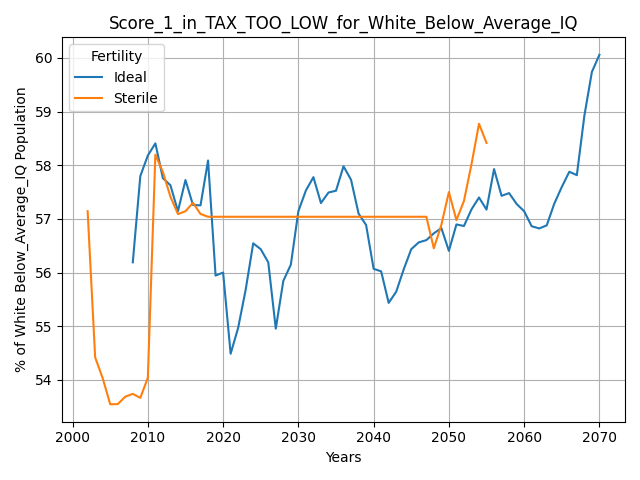 Score_1_in_TAX_TOO_LOW_for_White_Below_Average_IQ
Fertility
Ideal
Sterile
% of White Below_Average_IQ Population
60
59
58
57
56
55
54
2000
2010
2020
2030
2040
2050
2060
2070
Years